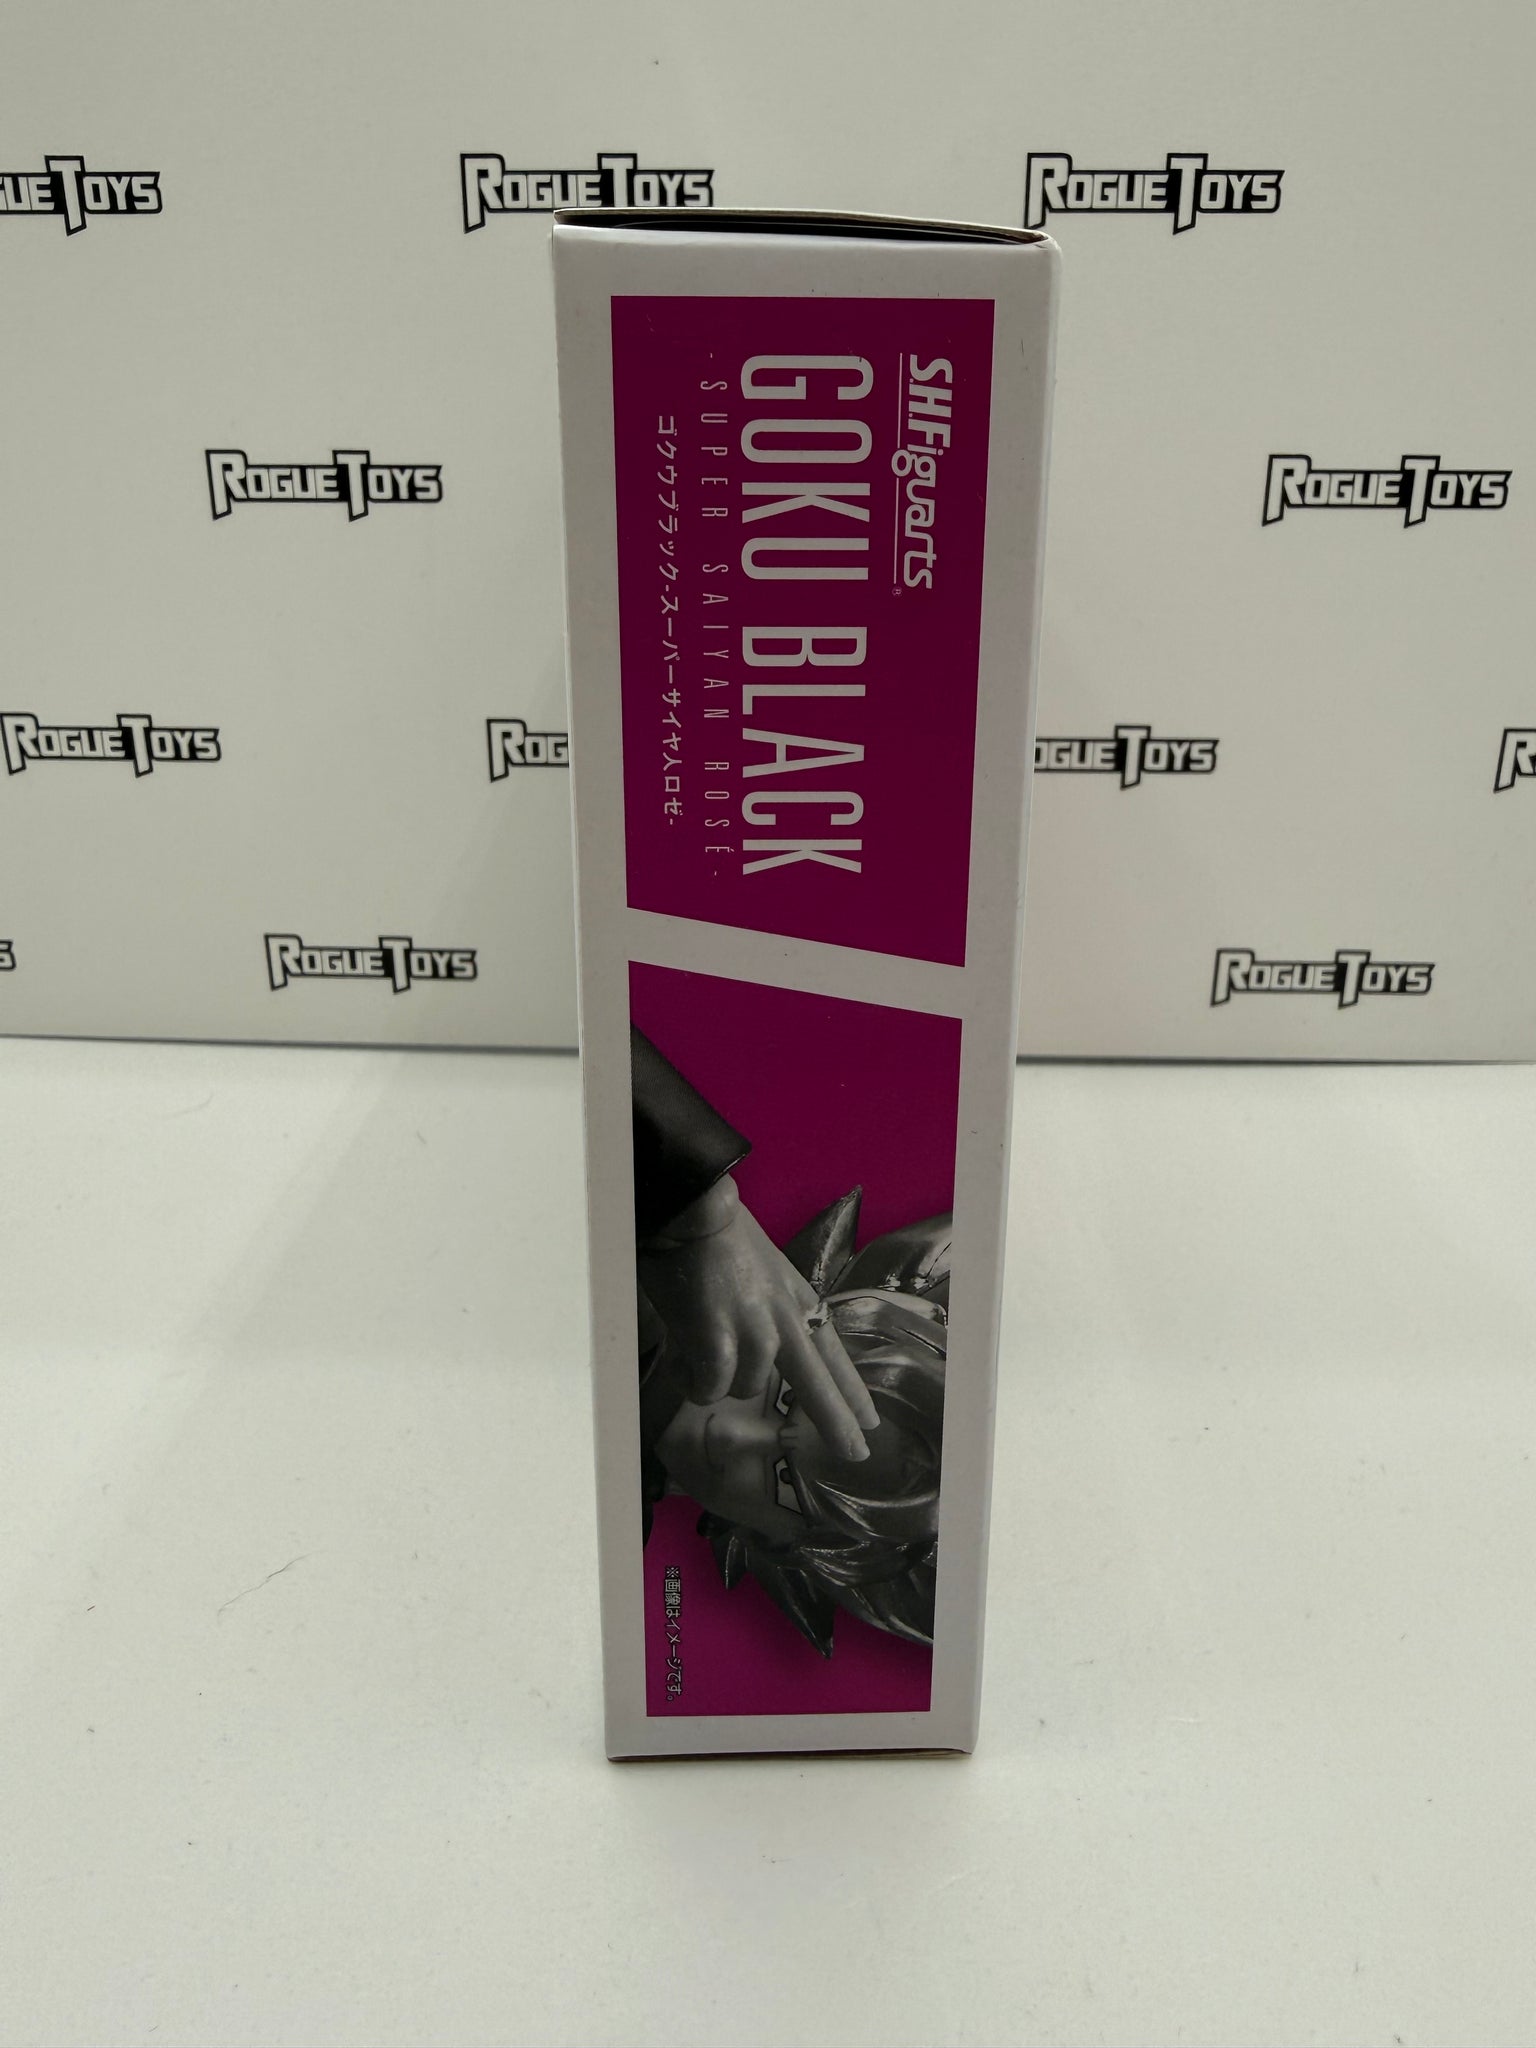 ROGUE TOYS
ROGUE TOYS
ROGUE TOYS
ROGUE TOYS
ROGUE TOYS
ROGUE TOYS
ROGUE TOYS
ROGUE TOYS
ROGUE TOYS
S.H.Figuarts®
GOKU BLACK
-SUPER SAIYAN ROSÉ-
ゴクウブラック-スーパーサイヤ人ロゼ-
※画像はイメージです。